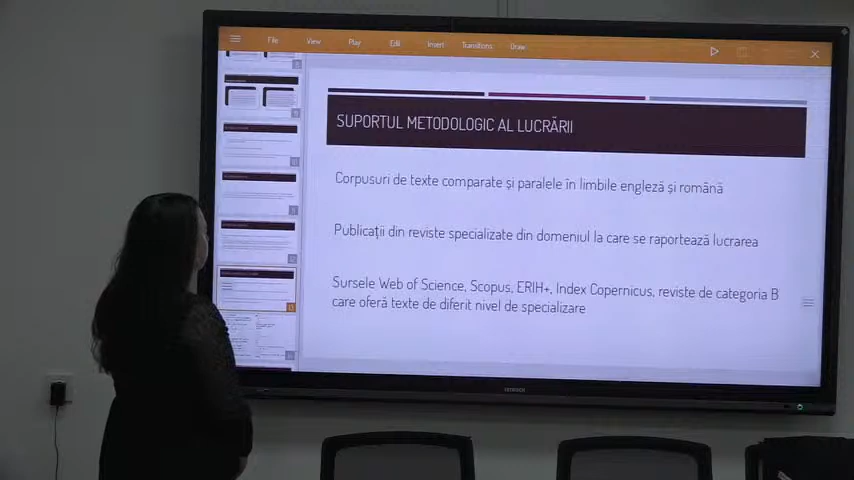 File View Play Edit Insert Transitions Draw
SUPORTUL METODOLOGIC AL LUCRĂRII
Corpusuri de texte comparate și paralele în limbile engleză și română
Publicații din reviste specializate din domeniul la care se raportează lucrarea
Sursele Web of Science, Scopus, ERIH+, Index Copernicus, reviste de categoria B
care oferă texte de diferit nivel de specializare